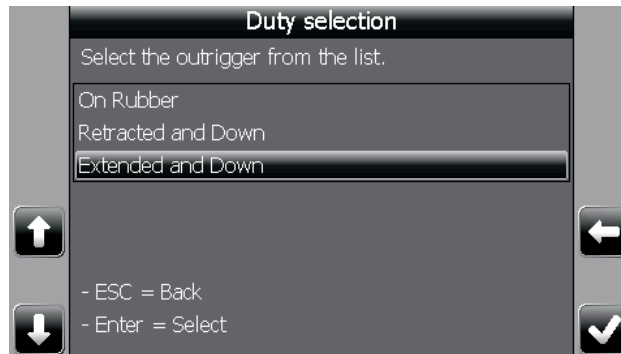 Duty selection
Select the outrigger from the list.
On Rubber
Retracted and Down
Extended and Down
- ESC = Back
- Enter = Select